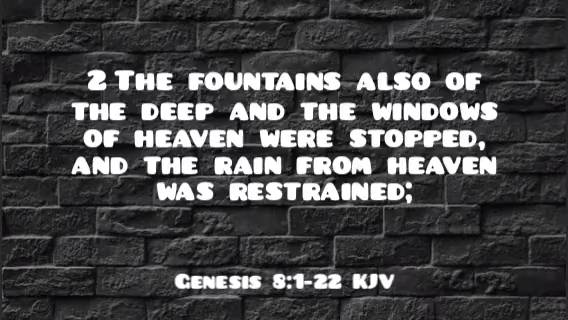 2 The fountains also of
the deep and the windows
of heaven were stopped,
and the rain from heaven
was restrained;
Genesis 8:1-22 KJV